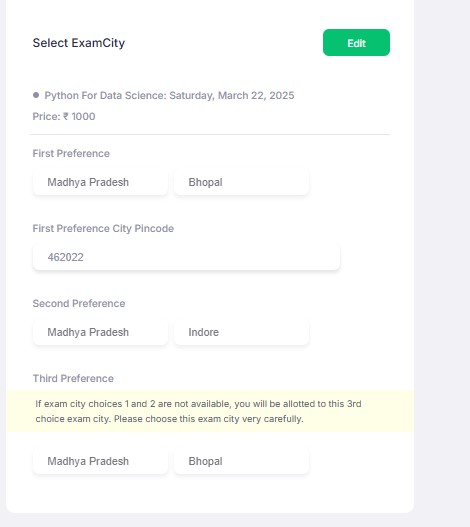 Select ExamCity
Edit
Python For Data Science: Saturday, March 22, 2025
Price: ₹ 1000
First Preference
Madhya Pradesh Bhopal
First Preference City Pincode
462022
Second Preference
Madhya Pradesh Indore
Third Preference
If exam city choices 1 and 2 are not available, you will be allotted to this 3rd
choice exam city. Please choose this exam city very carefully.
Madhya Pradesh Bhopal